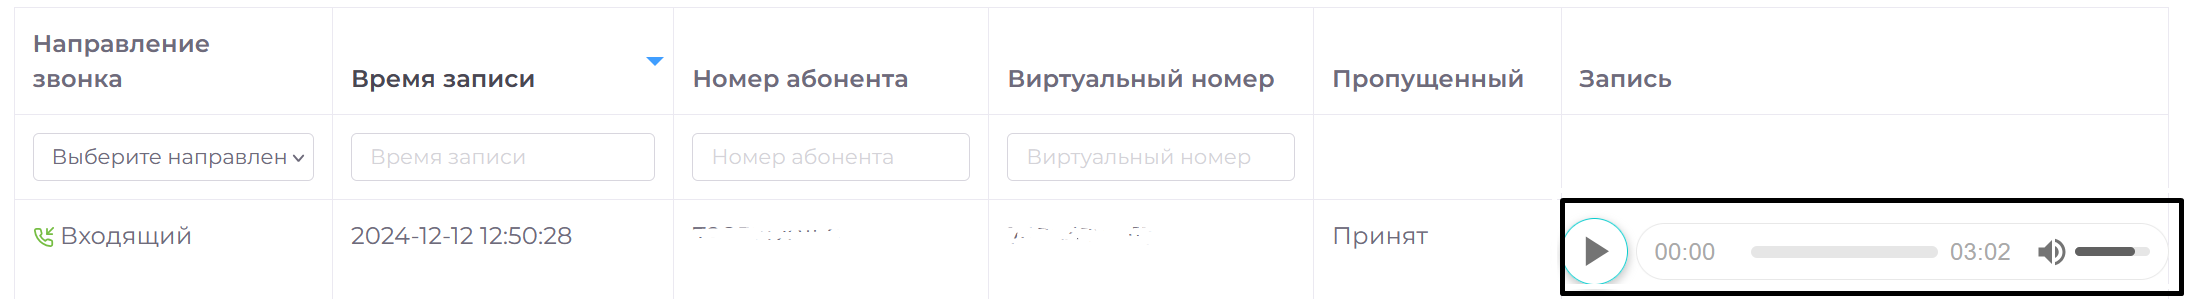 Направление
звонка
Время записи
Номер абонента
Виртуальный номер
Пропущенный
Запись
Выберите направлен
Время записи
Номер абонента
Виртуальный номер
Входящий
2024-12-12 12:50:28
Принят
00:00
03:02